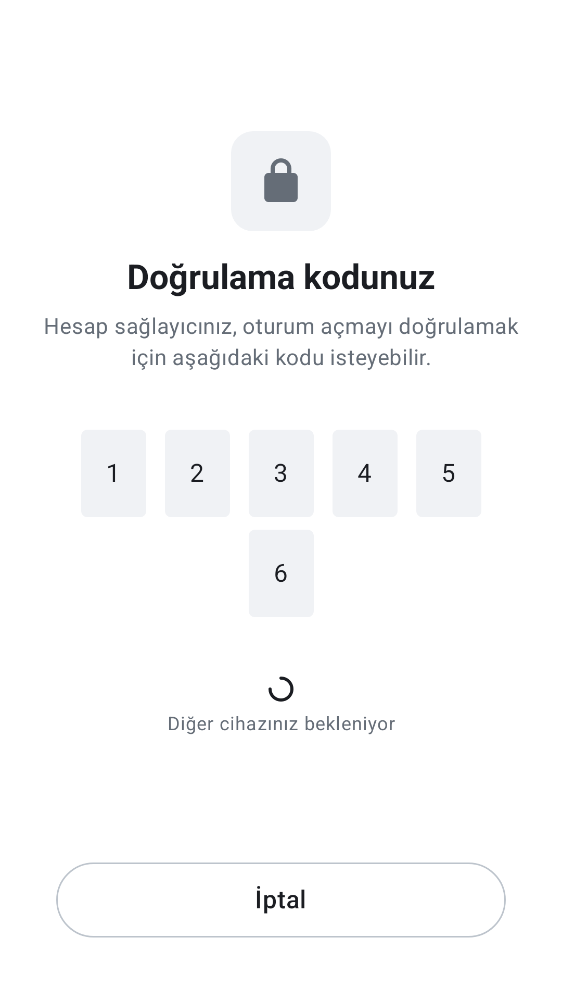 Doğrulama kodunuz
Hesap sağlayıcınız, oturum açmayı doğrulamak
için aşağıdaki kodu isteyebilir.
1 2 3 4 5
6
Diğer cihazınız bekleniyor
İptal